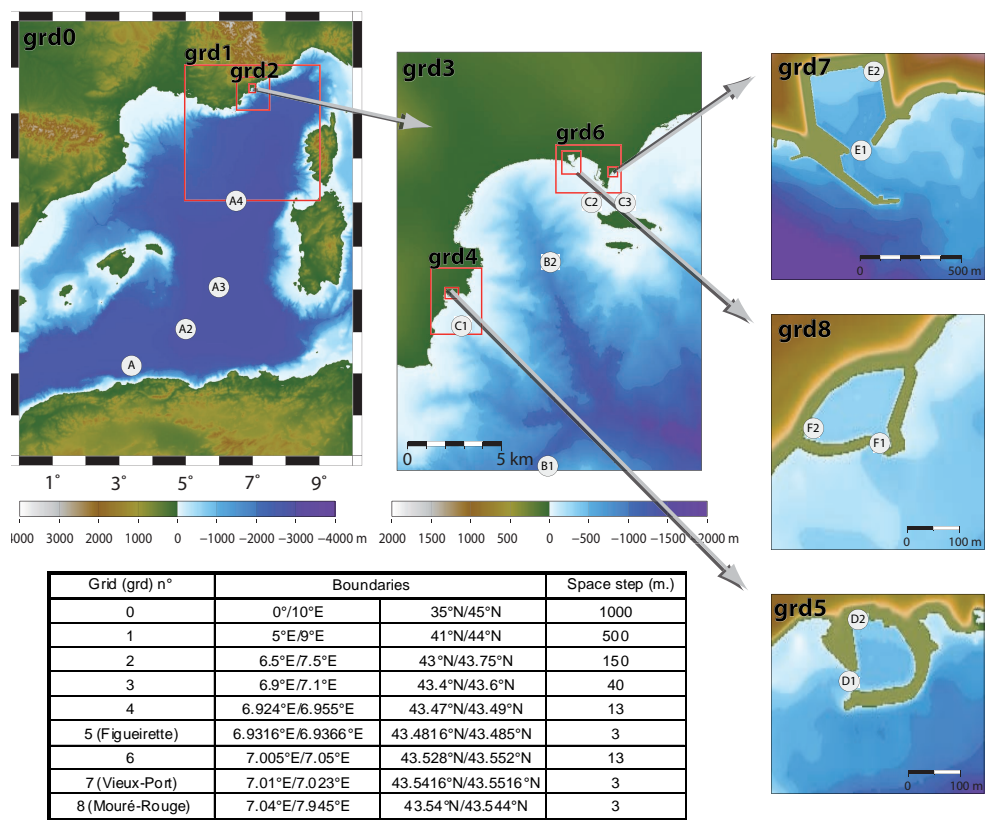 grd0
grd1
grd2
A4
A3
A2
A
1° 3° 5° 7° 9°
2000 1000 0 −1000 −2000 −3000 −4000 m
3000
grd3
grd6
C2 C3
B2
grd4
C1
0 5 km
B1
2000 1500 1000 500 0 −500 −1000 −1500 −2000 m
grd7
E2
E1
0 500 m
grd8
F2
F1
0 100 m
grd5
D2
D1
0 100 m
Grid (grd) n° Boundaries Space step (m.)
0 0°/10°E 35°N/45°N 1000
1 5°E/9°E 41°N/44°N 500
2 6.5°E/7.5°E 43°N/43.75°N 150
3 6.9°E/7.1°E 43.4°N/43.6°N 40
4 6.924°E/6.955°E 43.47°N/43.49°N 13
5 (Figueirette) 6.9316°E/6.9366°E 43.4816°N/43.485°N 3
6 7.005°E/7.05°E 43.528°N/43.552°N 13
7 (Vieux-Port) 7.01°E/7.023°E 43.5416°N/43.5516°N 3
8 (Mouré-Rouge) 7.04°E/7.945°E 43.54°N/43.544°N 3